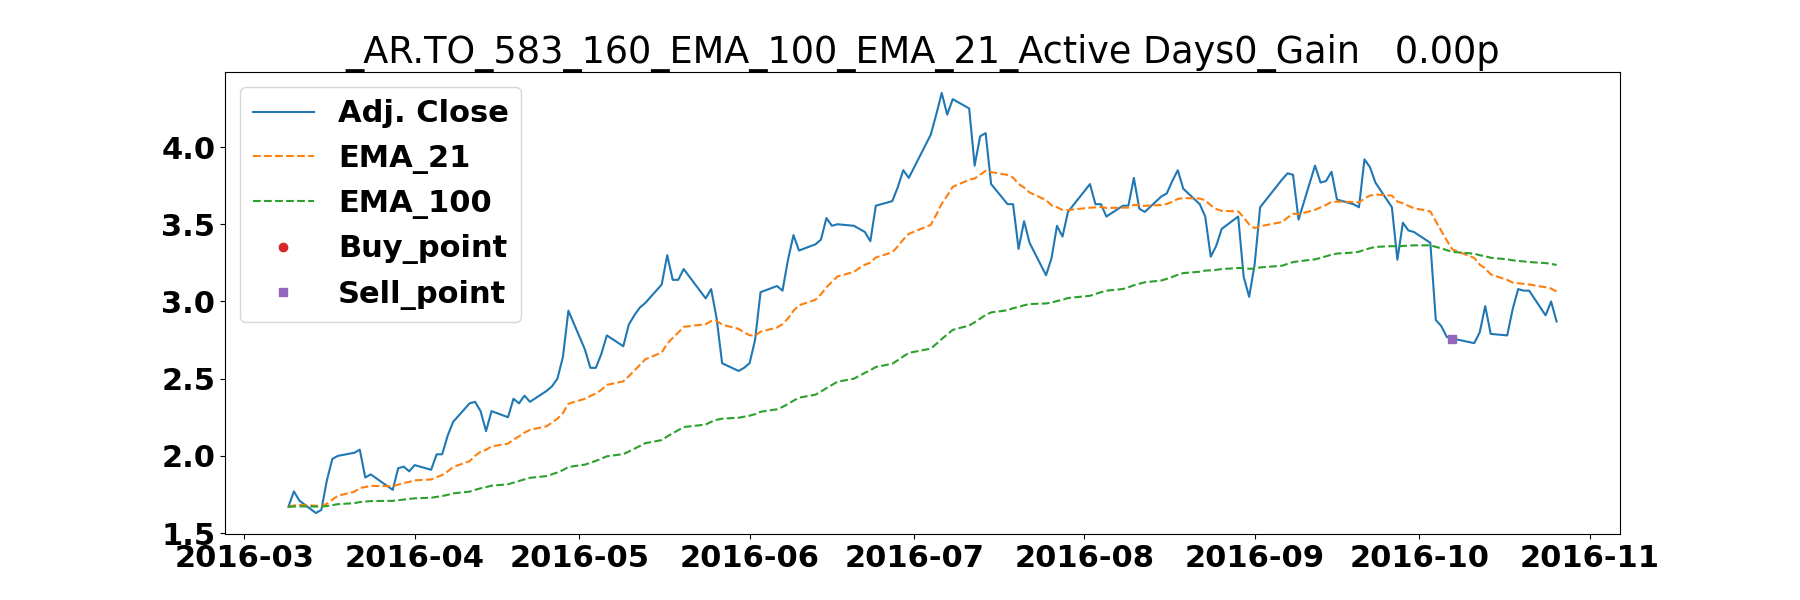 _AR.TO_583_160_EMA_100_EMA_21_Active Days0_Gain   0.00p
Adj. Close
EMA_21
EMA_100
Buy_point
Sell_point
4.0
3.5
3.0
2.5
2.0
1.5
2016-03 2016-04 2016-05 2016-06 2016-07 2016-08 2016-09 2016-10 2016-11